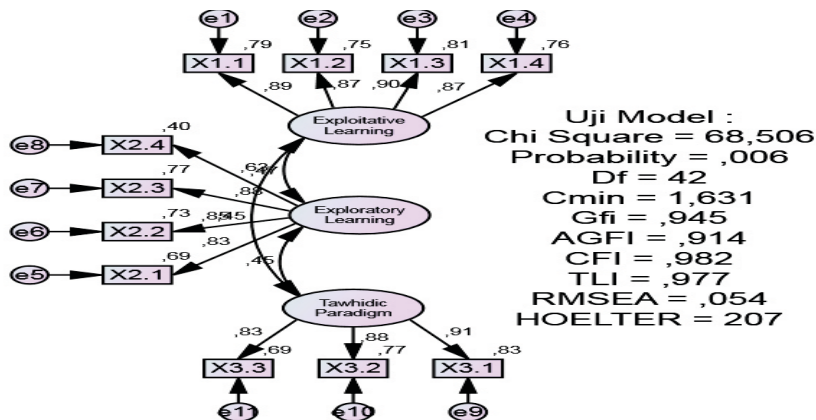 e1 e2 e3 e4
,79 ,75 ,81 ,76
X1.1 X1.2 X1.3 X1.4
,89 ,87 ,90 ,87
Exploitative
Learning
e8 X2.4 ,40
e7 X2.3 ,77
e6 X2.2 ,73
e5 X2.1 ,69
,88
,83
Exploratory
Learning
,45
Tawhidic
Paradigm
,83 ,88 ,91
,69 ,77 ,83
X3.3 X3.2 X3.1
e11 e10 e9
Uji Model :
Chi Square = 68,506
Probability = ,006
Df = 42
Cmin = 1,631
Gfi = ,945
AGFI = ,914
CFI = ,982
TLI = ,977
RMSEA = ,054
HOELTER = 207